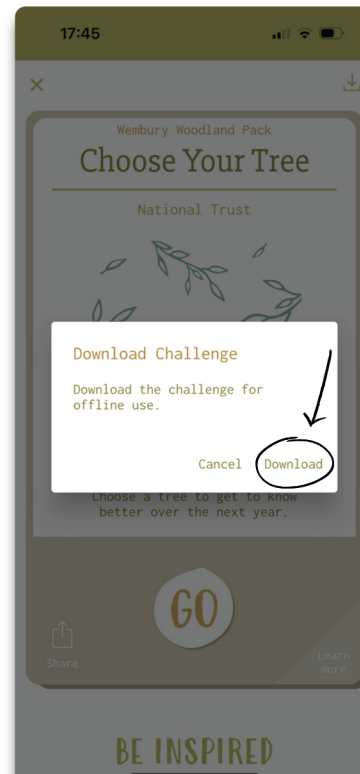 17:45
Wembury Woodland Pack
Choose Your Tree
National Trust
Download Challenge
Download the challenge for
offline use.
Cancel Download
Choose a tree to get to know
better over the next year.
GO
Share
Learn
more
BE INSPIRED